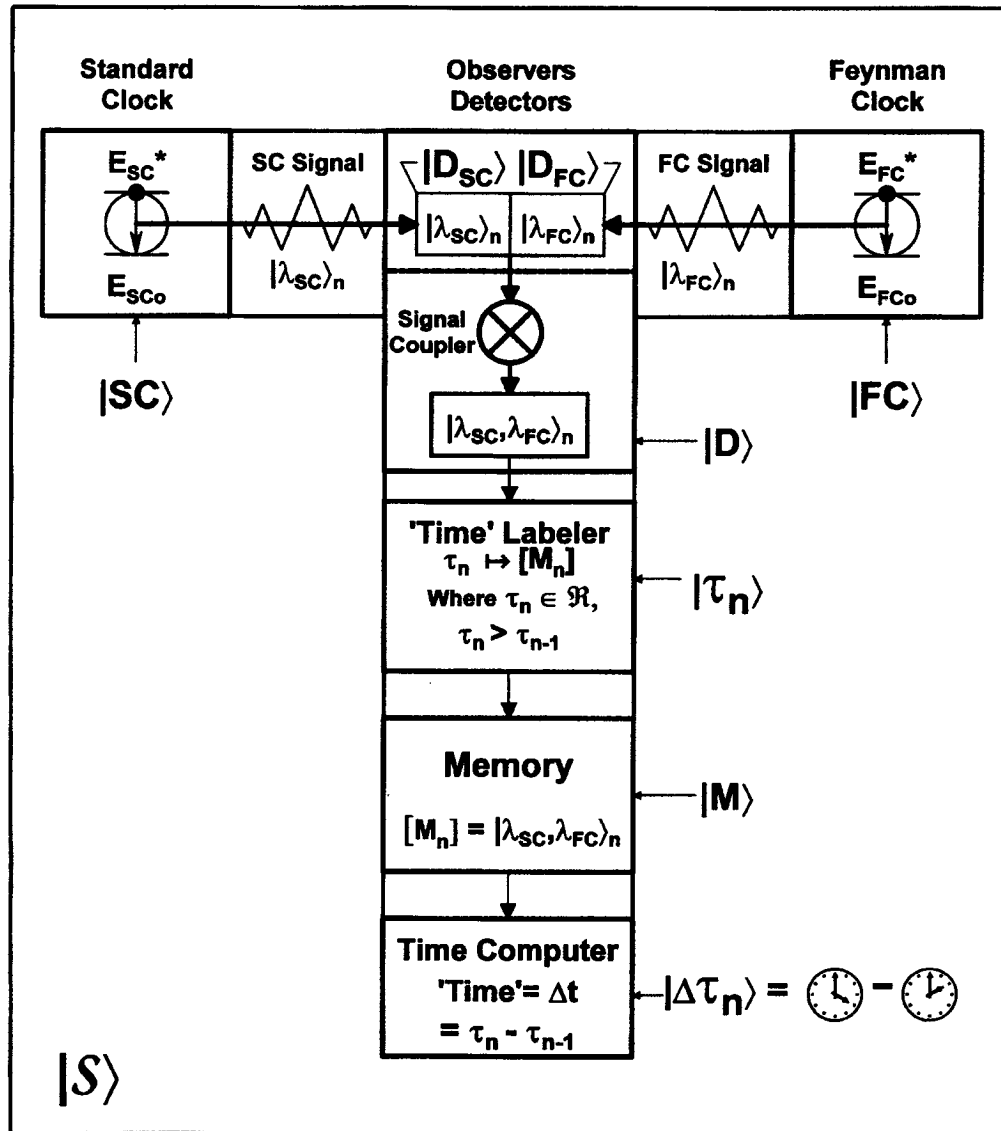 Standard
Clock
Observers
Detectors
Feynman
Clock
E_SC*
SC Signal
|D_SC⟩ |D_FC⟩
FC Signal
E_FC*
|λ_SC⟩_n
|λ_FC⟩_n
|λ_SC⟩_n
|λ_FC⟩_n
E_SCo
E_FCo
Signal
Coupler
|SC⟩
|FC⟩
|λ_SC,λ_FC⟩_n
|D⟩
'Time' Labeler
τ_n ↦ [M_n]
Where τ_n ∈ ℜ,
τ_n > τ_n-1
|τ_n⟩
Memory
[M_n] = |λ_SC,λ_FC⟩_n
|M⟩
Time Computer
'Time'= Δt
= τ_n - τ_n-1
|Δτ_n⟩ = -
|S⟩